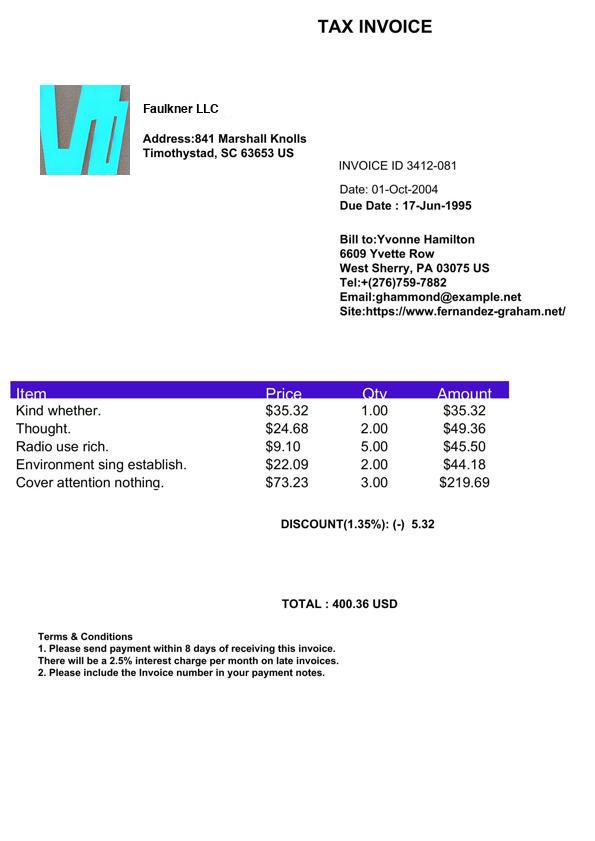 TAX INVOICE
Faulkner LLC
Address:841 Marshall Knolls
Timothystad, SC 63653 US
INVOICE ID 3412-081
Date: 01-Oct-2004
Due Date : 17-Jun-1995
Bill to:Yvonne Hamilton
6609 Yvette Row
West Sherry, PA 03075 US
Tel:+(276)759-7882
Email:ghammond@example.net
Site:https://www.fernandez-graham.net/
Item Price Qty Amount
Kind whether. $35.32 1.00 $35.32
Thought. $24.68 2.00 $49.36
Radio use rich. $9.10 5.00 $45.50
Environment sing establish. $22.09 2.00 $44.18
Cover attention nothing. $73.23 3.00 $219.69
DISCOUNT(1.35%): (-) 5.32
TOTAL : 400.36 USD
Terms & Conditions
1. Please send payment within 8 days of receiving this invoice.
There will be a 2.5% interest charge per month on late invoices.
2. Please include the Invoice number in your payment notes.